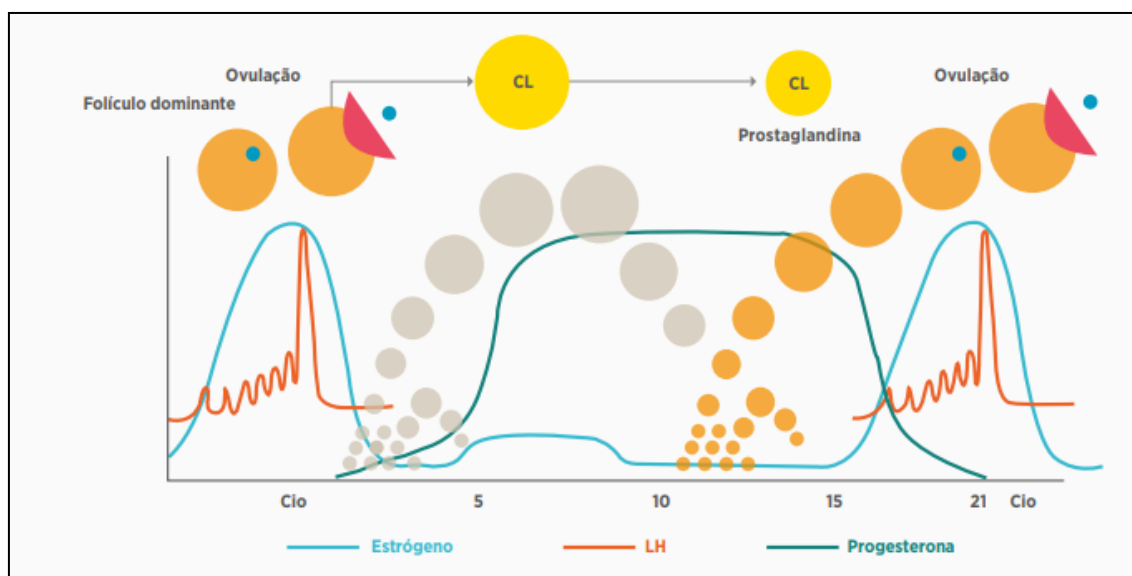 Ovulação
CL
CL
Ovulação
Folículo dominante
Prostaglandina
Cio 5 10 15 21 Cio
Estrógeno LH Progesterona